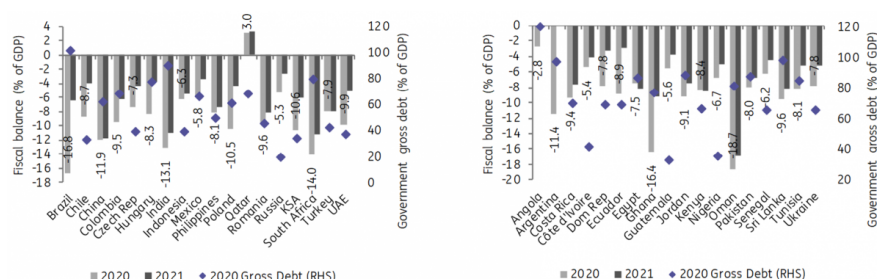 4
2
0
-2
-4
-6
-8
-10
-12
-14
-16
-18
Fiscal balance (% of GDP)
-16.8
-8.7
-11.9
-9.5
-7.3
-8.3
-13.1
-6.3
-5.8
-8.1
-10.5
3.0
-9.6
-5.3
-10.6
-14.0
-7.9
-9.9
120
100
80
60
40
20
0
Government gross debt (% of GDP)
Brazil
Chile
China
Colombia
Czech Rep
Hungary
India
Indonesia
Mexico
Philippines
Poland
Qatar
Romania
Russia
KSA
South Africa
Turkey
UAE
2020 2021 2020 Gross Debt (RHS)
0
-2
-4
-6
-8
-10
-12
-14
-16
-18
-20
Fiscal balance (% of GDP)
-2.8
-11.4
-9.4
-5.4
-7.8
-8.9
-7.5
-16.4
-5.6
-9.1
-8.4
-6.7
-18.7
-8.0
-6.2
-9.6
-8.1
-7.8
120
100
80
60
40
20
Government gross debt (% of GDP)
Angola
Argentina
Costa Rica
Côte d'Ivoire
Dom Rep
Ecuador
Egypt
Ghana
Guatemala
Jordan
Kenya
Nigeria
Oman
Pakistan
Senegal
Sri Lanka
Tunisia
Ukraine
2020 2021 2020 Gross Debt (RHS)